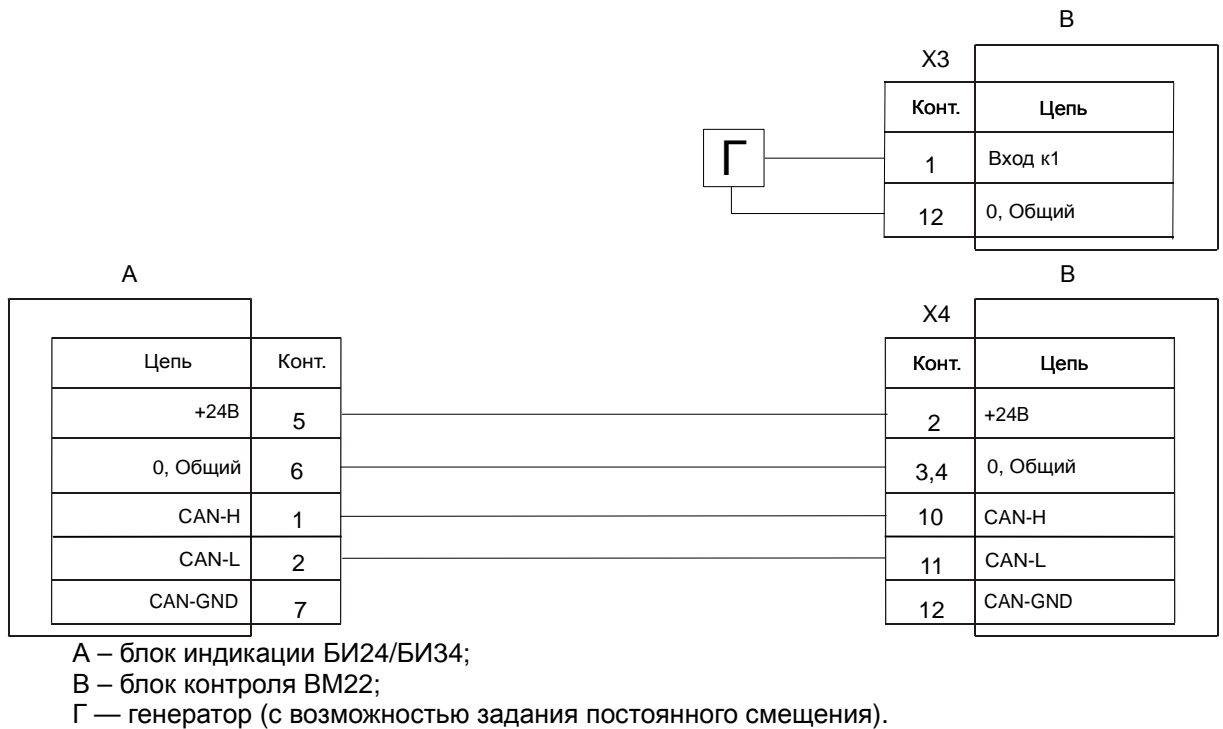 В
Х3
Конт. Цепь
Г
1 Вход к1
12 0, Общий
А
В
Х4
Цепь Конт.
Конт. Цепь
+24В 5
2 +24В
0, Общий 6
3,4 0, Общий
CAN-H 1
10 CAN-H
CAN-L 2
11 CAN-L
CAN-GND 7
12 CAN-GND
А – блок индикации БИ24/БИ34;
В – блок контроля ВМ22;
Г — генератор (с возможностью задания постоянного смещения).